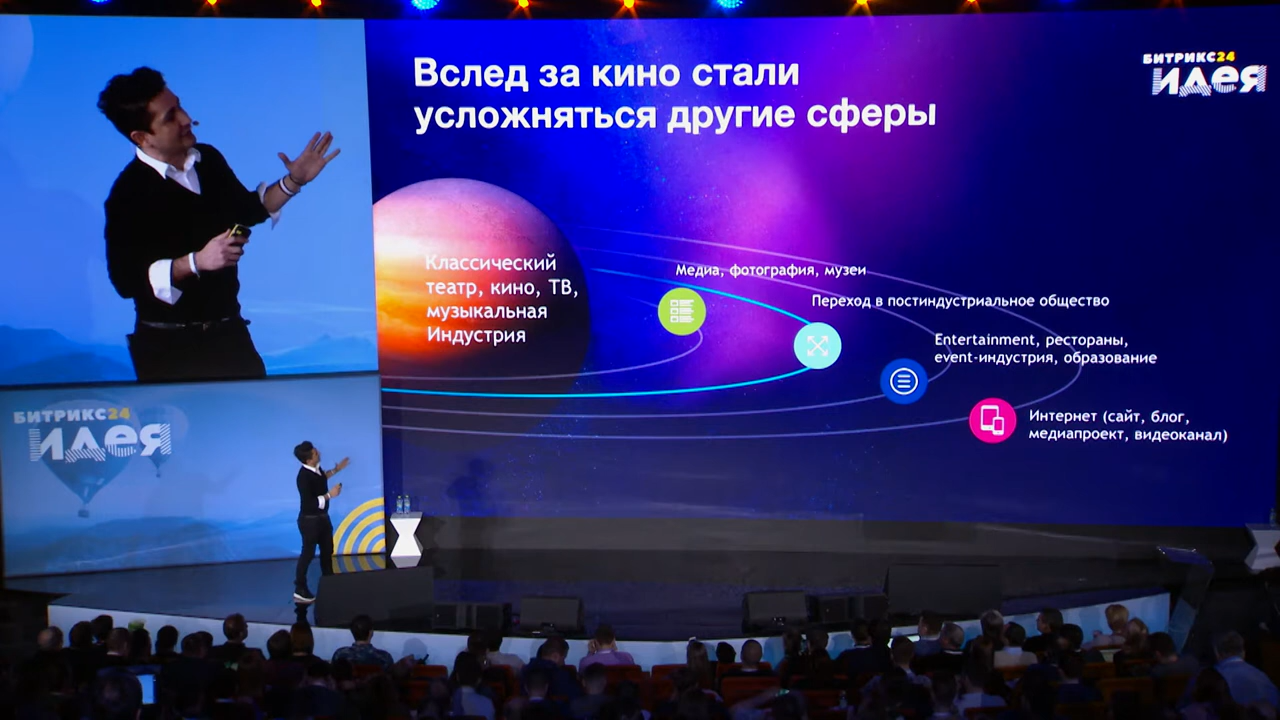 Вслед за кино стали
усложняться другие сферы
БИТРИКС24
идея
Классический
театр, кино, ТВ,
музыкальная
Индустрия
Медиа, фотография, музеи
Переход в постиндустриальное общество
Entertainment, рестораны,
event-индустрия, образование
Интернет (сайт, блог,
медиапроект, видеоканал)
БИТРИКС24
идея